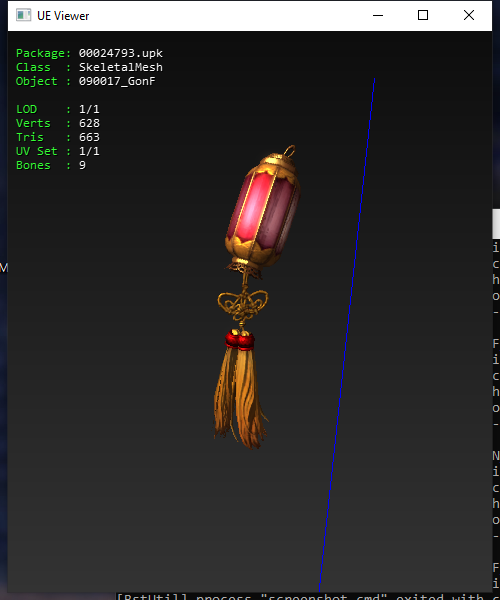 UE Viewer
Package: 00024793.upk
Class : SkeletalMesh
Object : 090017_GonF
LOD : 1/1
Verts : 628
Tris : 663
UV Set : 1/1
Bones : 9
M
i
c
h
o
-
F
i
c
h
o
-
N
i
c
h
o
-
F
i
[BstUtil] process "screenshot.cmd" exited with c